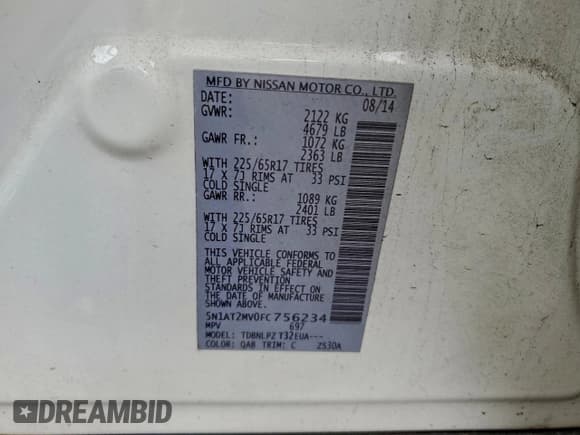 MFD BY NISSAN MOTOR CO., LTD.
DATE: 08/14
GVWR: 2122 KG
4679 LB
GAWR FR.: 1072 KG
2363 LB
WITH 225/65R17 TIRES
17 X 7J RIMS AT 33 PSI
COLD SINGLE
GAWR RR.: 1089 KG
2401 LB
WITH 225/65R17 TIRES
17 X 7J RIMS AT 33 PSI
COLD SINGLE
THIS VEHICLE CONFORMS TO
ALL APPLICABLE FEDERAL
MOTOR VEHICLE SAFETY AND
THEFT PREVENTION
STANDARDS IN EFFECT ON
THE DATE OF MANUFACTURE
SHOWN ABOVE.
5N1AT2MV0FC756234
MPV 697
MODEL: TDBNLPZ T32EUA---
COLOR: QAB TRIM: C 2S30A
DREAMBID